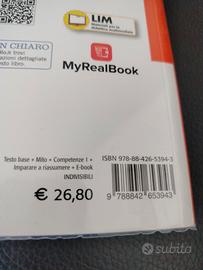 LIM
N CHIARO
MyRealBook
Testo base + Mito + Competenze 1 +
Imparare a riassumere + E-book
INDIVISIBILI
€ 26,80
ISBN 978-88-426-5394-3
9 788842 653943
subito